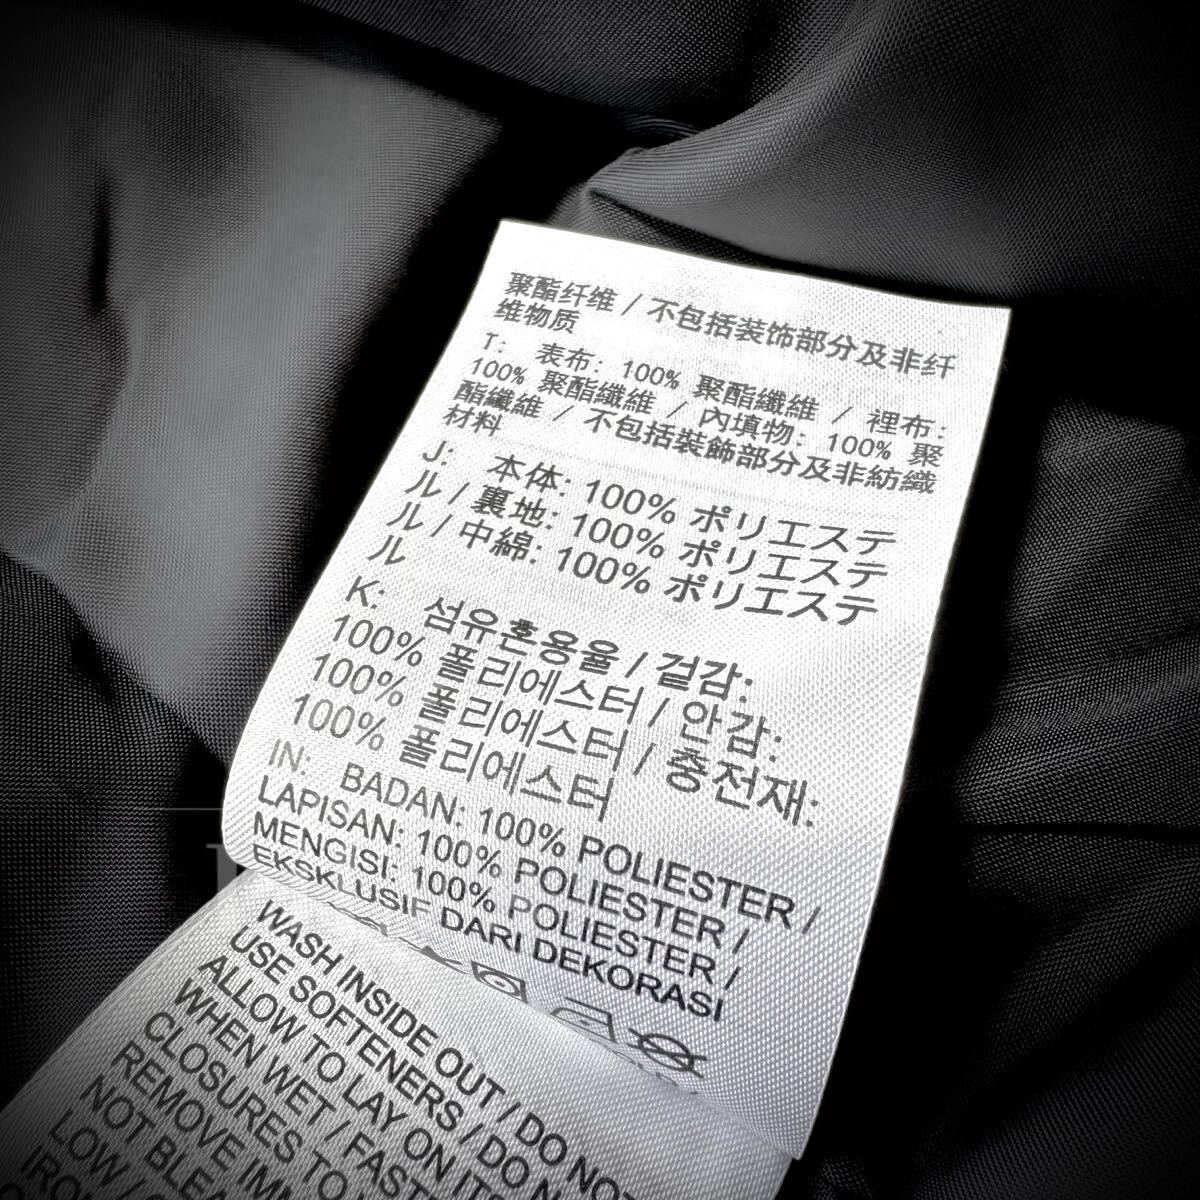 聚酯纤维 / 不包括装饰部分及非纤
维物质
T: 表布: 100% 聚酯纖維 / 裡布:
100% 聚酯纖維 / 內填物: 100% 聚
酯纖維 / 不包括裝飾部分及非紡織
材料
J: 本体: 100% ポリエステ
ル / 裏地: 100% ポリエステ
ル / 中綿: 100% ポリエステ
ル
K: 섬유혼용율 / 겉감:
100% 폴리에스터 / 안감:
100% 폴리에스터 / 충전재:
100% 폴리에스터
IN: BADAN: 100% POLIESTER /
LAPISAN: 100% POLIESTER /
MENGISI: 100% POLIESTER /
EKSKLUSIF DARI DEKORASI
WASH INSIDE OUT / DO NOT
USE SOFTENERS / DO N
ALLOW TO LAY ON ITS
WHEN WET / FAST
CLOSURES TO
REMOVE IM
NOT BLEA
LOW /
IRO